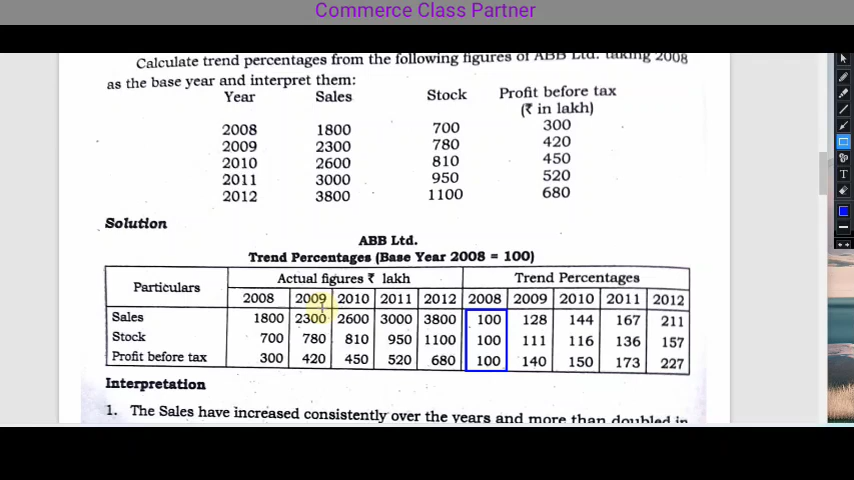 Commerce Class Partner
Calculate trend percentages from the following figures of ABB Ltd. taking 2008
as the base year and interpret them:
Year Sales Stock Profit before tax
(₹ in lakh)
2008 1800 700 300
2009 2300 780 420
2010 2600 810 450
2011 3000 950 520
2012 3800 1100 680
Solution
ABB Ltd.
Trend Percentages (Base Year 2008 = 100)
Particulars Actual figures ₹ lakh Trend Percentages
2008 2009 2010 2011 2012 2008 2009 2010 2011 2012
Sales 1800 2300 2600 3000 3800 100 128 144 167 211
Stock 700 780 810 950 1100 100 111 116 136 157
Profit before tax 300 420 450 520 680 100 140 150 173 227
Interpretation
1. The Sales have increased consistently over the years and more than doubled in
T